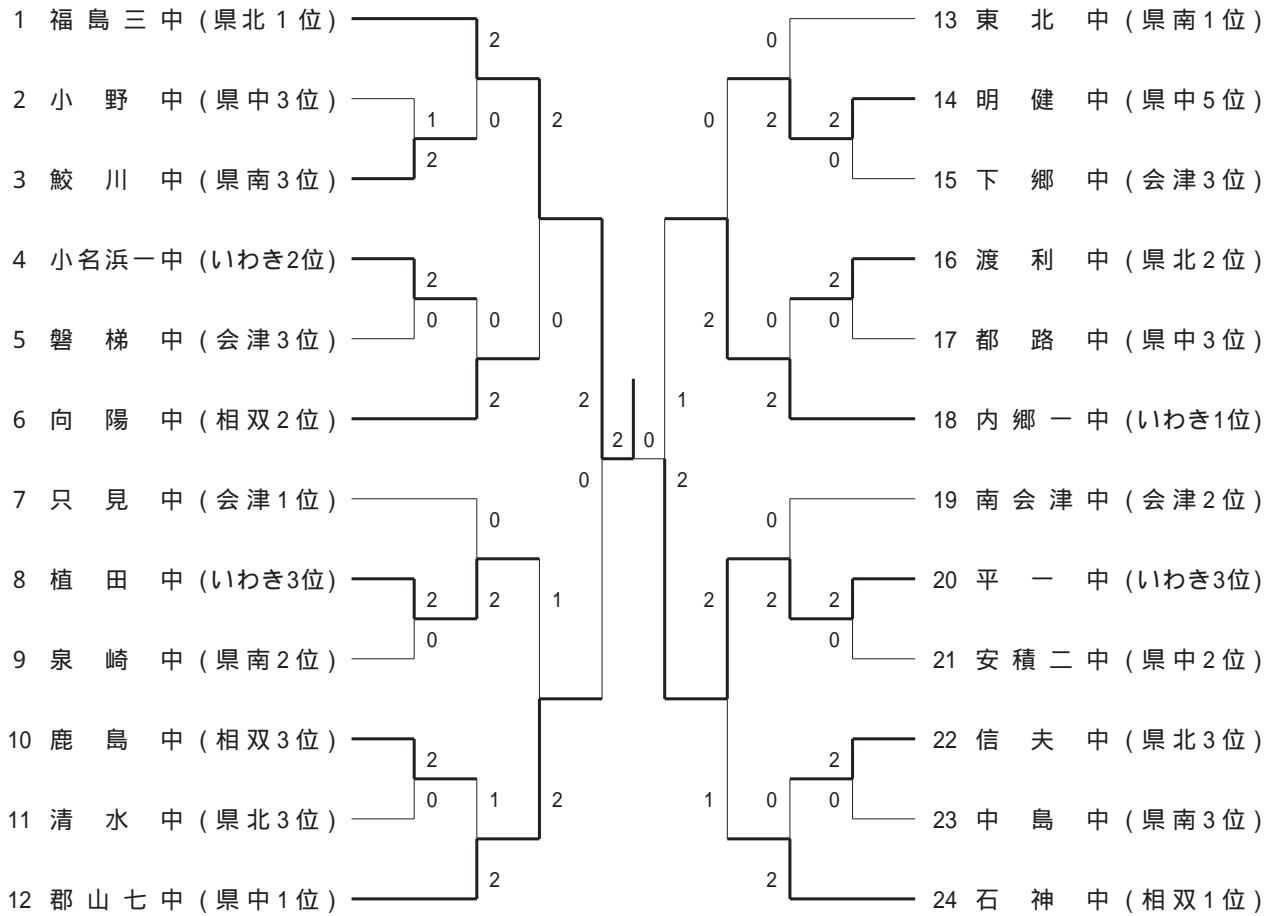 1 福島三中 (県北1位)
2
2 小野中 (県中3位)
1 0 2
2
3 鮫川中 (県南3位)
4 小名浜一中 (いわき2位)
2
0 0 0
5 磐梯中 (会津3位)
2 2
6 向陽中 (相双2位)
2 0
0
7 只見中 (会津1位)
0
8 植田中 (いわき3位)
2 2 1
0
9 泉崎中 (県南2位)
10 鹿島中 (相双3位)
2
0 1 2
11 清水中 (県北3位)
2
12 郡山七中 (県中1位)
13 東北中 (県南1位)
0
14 明健中 (県中5位)
0 2 2
0
15 下郷中 (会津3位)
16 渡利中 (県北2位)
2
2 0 0
17 都路中 (県中3位)
1 2
18 内郷一中 (いわき1位)
2
19 南会津中 (会津2位)
0
20 平一中 (いわき3位)
2 2 2
0
21 安積二中 (県中2位)
22 信夫中 (県北3位)
2
1 0 0
23 中島中 (県南3位)
2
24 石神中 (相双1位)